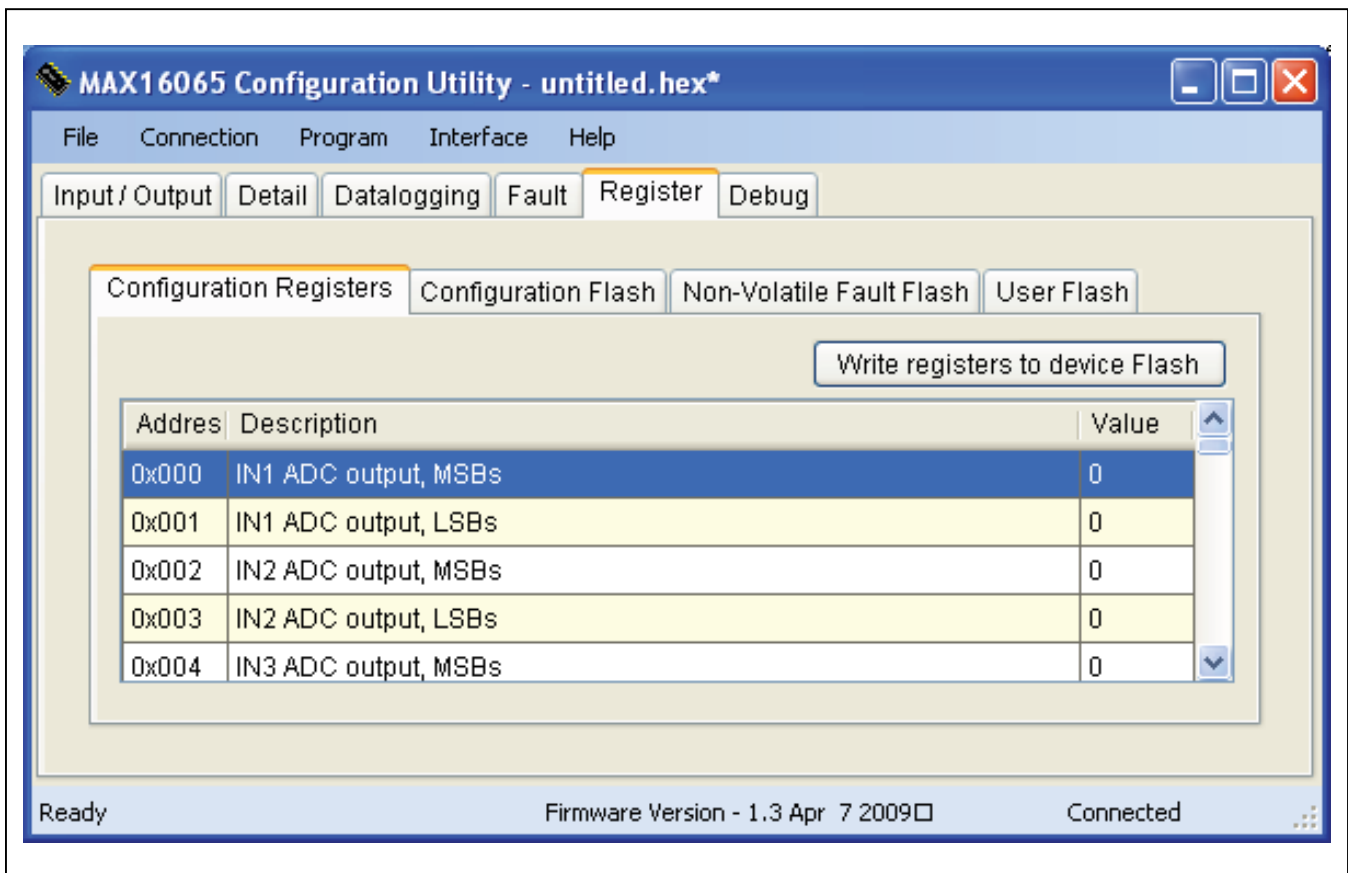 MAX16065 Configuration Utility - untitled.hex*
File Connection Program Interface Help
Input / Output Detail Datalogging Fault Register Debug
Configuration Registers Configuration Flash Non-Volatile Fault Flash User Flash
Write registers to device Flash
Addres Description Value
0x000 IN1 ADC output, MSBs 0
0x001 IN1 ADC output, LSBs 0
0x002 IN2 ADC output, MSBs 0
0x003 IN2 ADC output, LSBs 0
0x004 IN3 ADC output, MSBs 0
Ready Firmware Version - 1.3 Apr 7 2009□ Connected